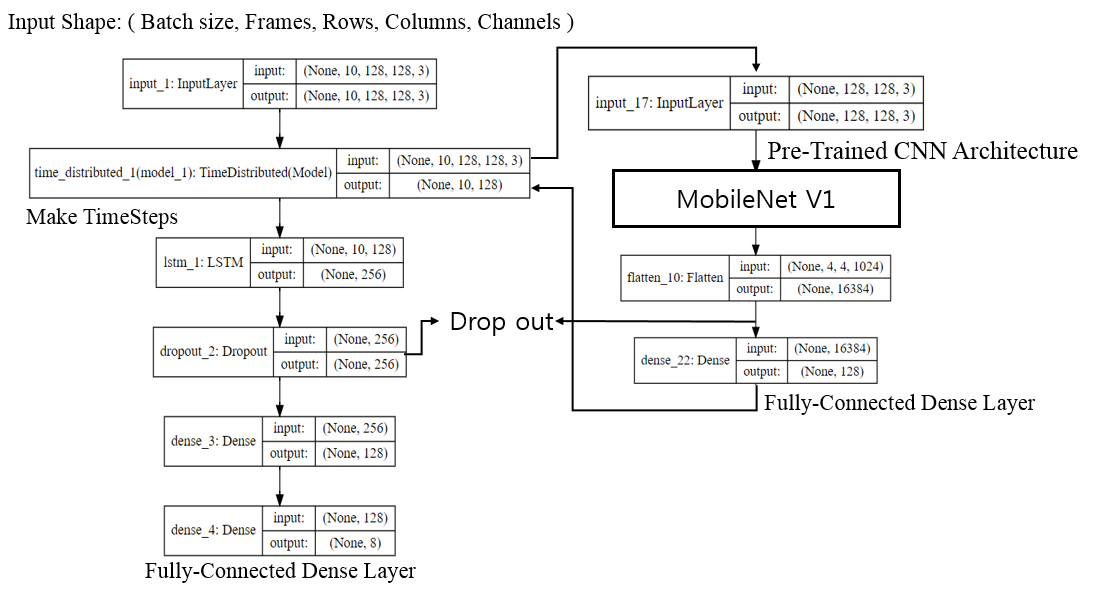 Input Shape: ( Batch size, Frames, Rows, Columns, Channels )
input_1: InputLayer
input: (None, 10, 128, 128, 3)
output: (None, 10, 128, 128, 3)
time_distributed_1(model_1): TimeDistributed(Model)
input: (None, 10, 128, 128, 3)
output: (None, 10, 128)
Make TimeSteps
lstm_1: LSTM
input: (None, 10, 128)
output: (None, 256)
dropout_2: Dropout
input: (None, 256)
output: (None, 256)
Drop out
dense_3: Dense
input: (None, 256)
output: (None, 128)
dense_4: Dense
input: (None, 128)
output: (None, 8)
Fully-Connected Dense Layer
input_17: InputLayer
input: (None, 128, 128, 3)
output: (None, 128, 128, 3)
Pre-Trained CNN Architecture
MobileNet V1
flatten_10: Flatten
input: (None, 4, 4, 1024)
output: (None, 16384)
dense_22: Dense
input: (None, 16384)
output: (None, 128)
Fully-Connected Dense Layer